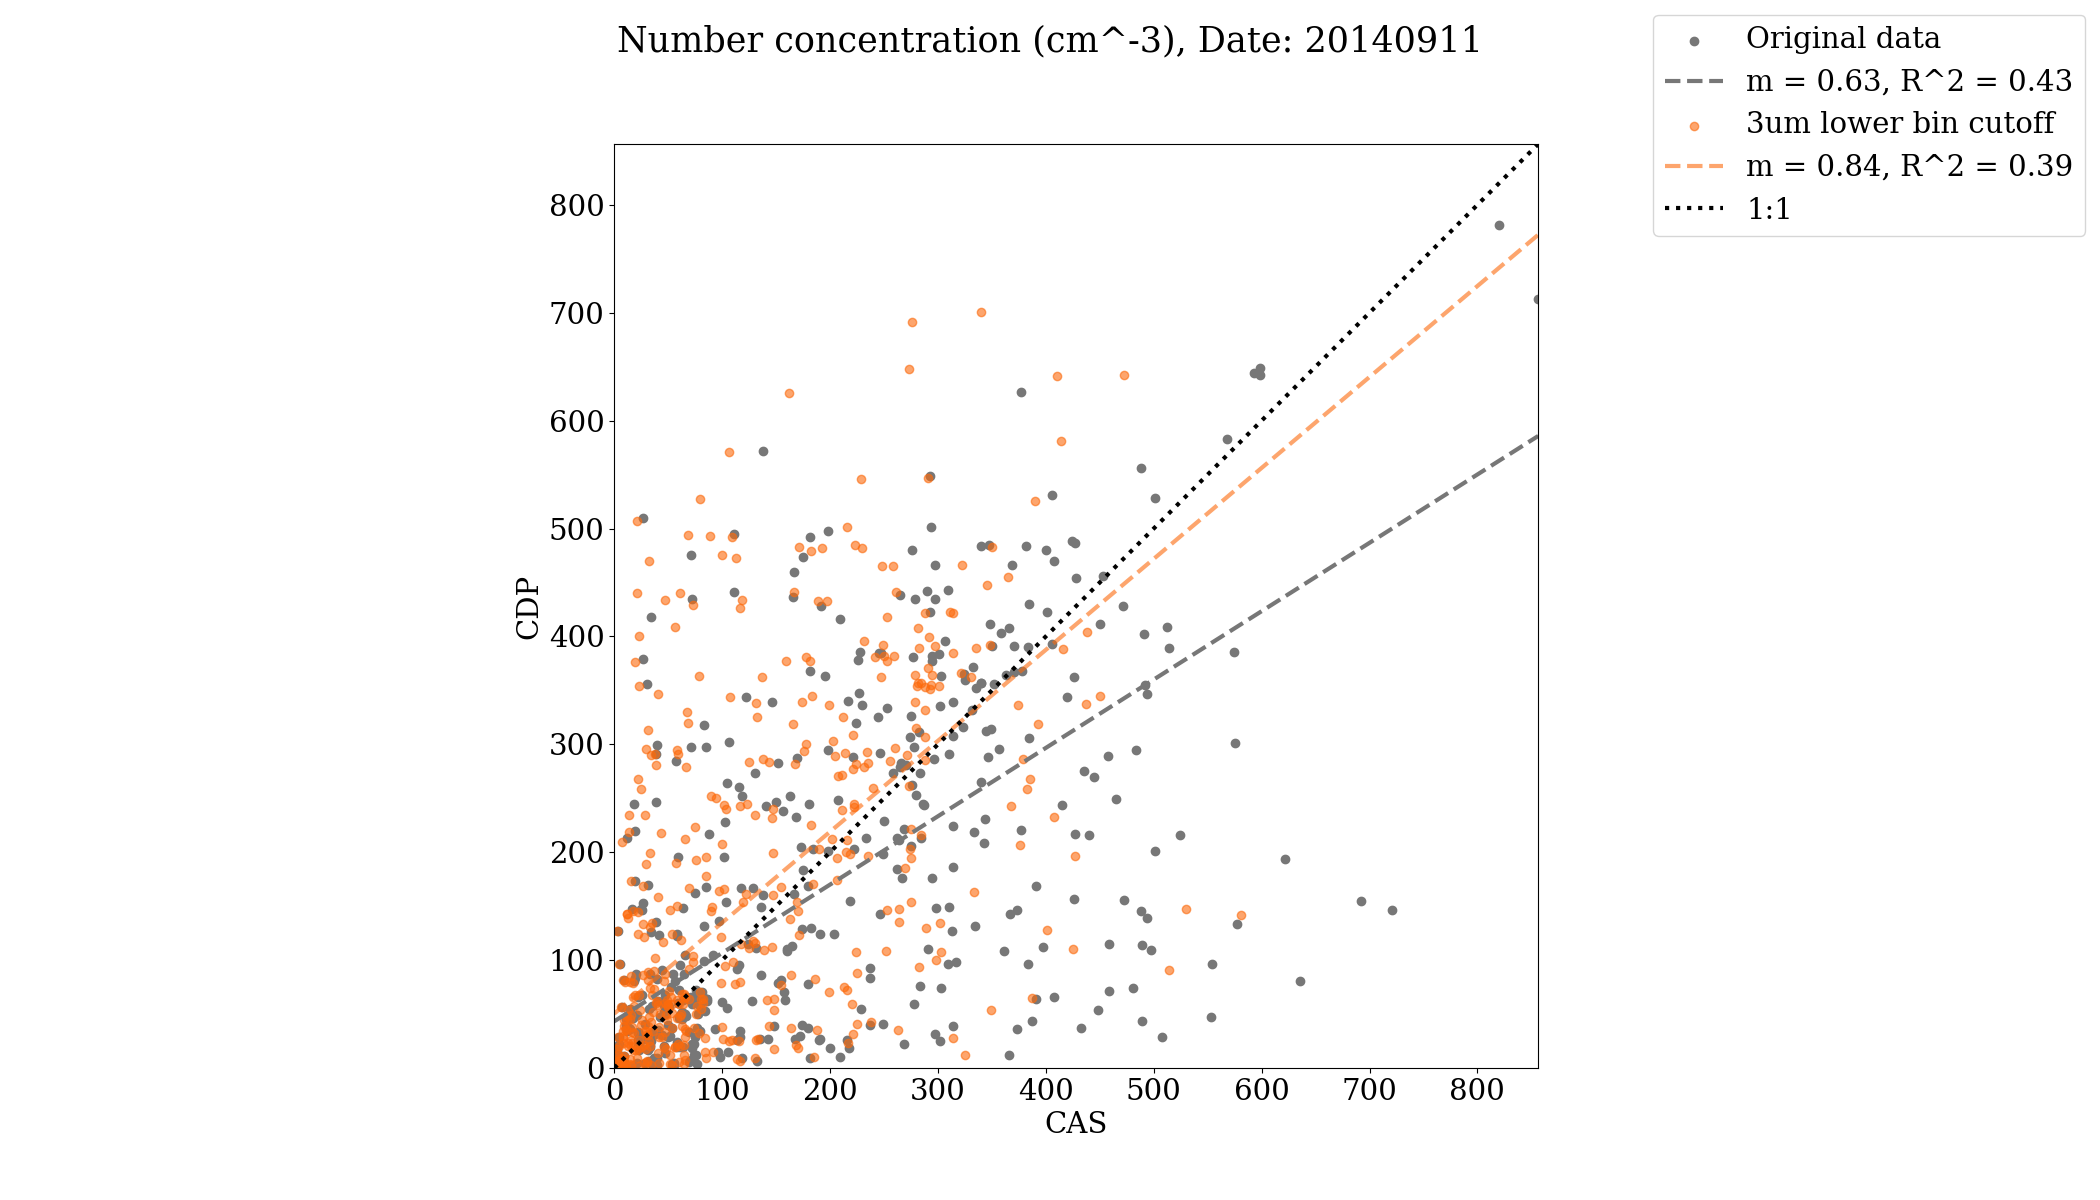 Number concentration (cm^-3), Date: 20140911
Original data
m = 0.63, R^2 = 0.43
3um lower bin cutoff
m = 0.84, R^2 = 0.39
1:1
800
700
600
500
400
300
200
100
0
CDP
0 100 200 300 400 500 600 700 800
CAS